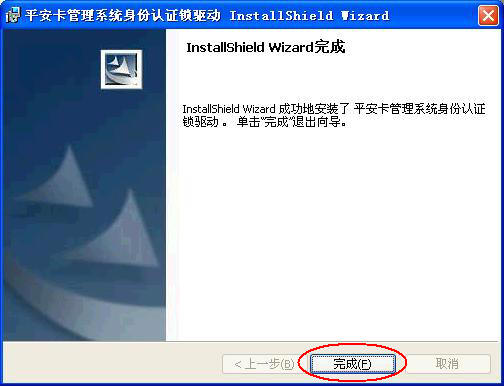 平安卡管理系统身份认证锁驱动 InstallShield Wizard
InstallShield Wizard完成
InstallShield Wizard 成功地安装了 平安卡管理系统身份认证
锁驱动 。 单击“完成”退出向导。
< 上一步(B) 完成(F) 取消